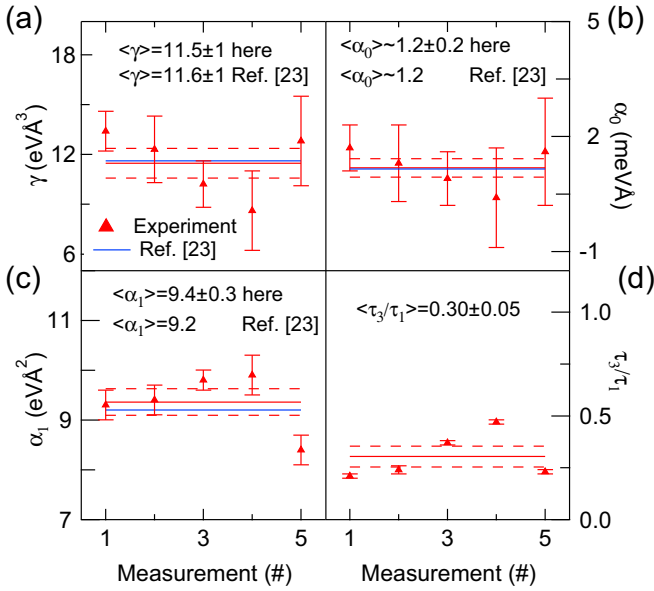 (a)
<γ>=11.5±1 here
<γ>=11.6±1 Ref. [23]
18
12
6
γ (eVÅ³)
Experiment
Ref. [23]
(b)
<α₀>~1.2±0.2 here
<α₀>~1.2 Ref. [23]
5
2
-1
α₀ (meVÅ)
(c)
<α₁>=9.4±0.3 here
<α₁>=9.2 Ref. [23]
11
9
7
α₁ (eVÅ²)
1 3 5
Measurement (#)
(d)
<τ₃/τ₁>=0.30±0.05
1.0
0.5
0.0
τ₃/τ₁
1 3 5
Measurement (#)